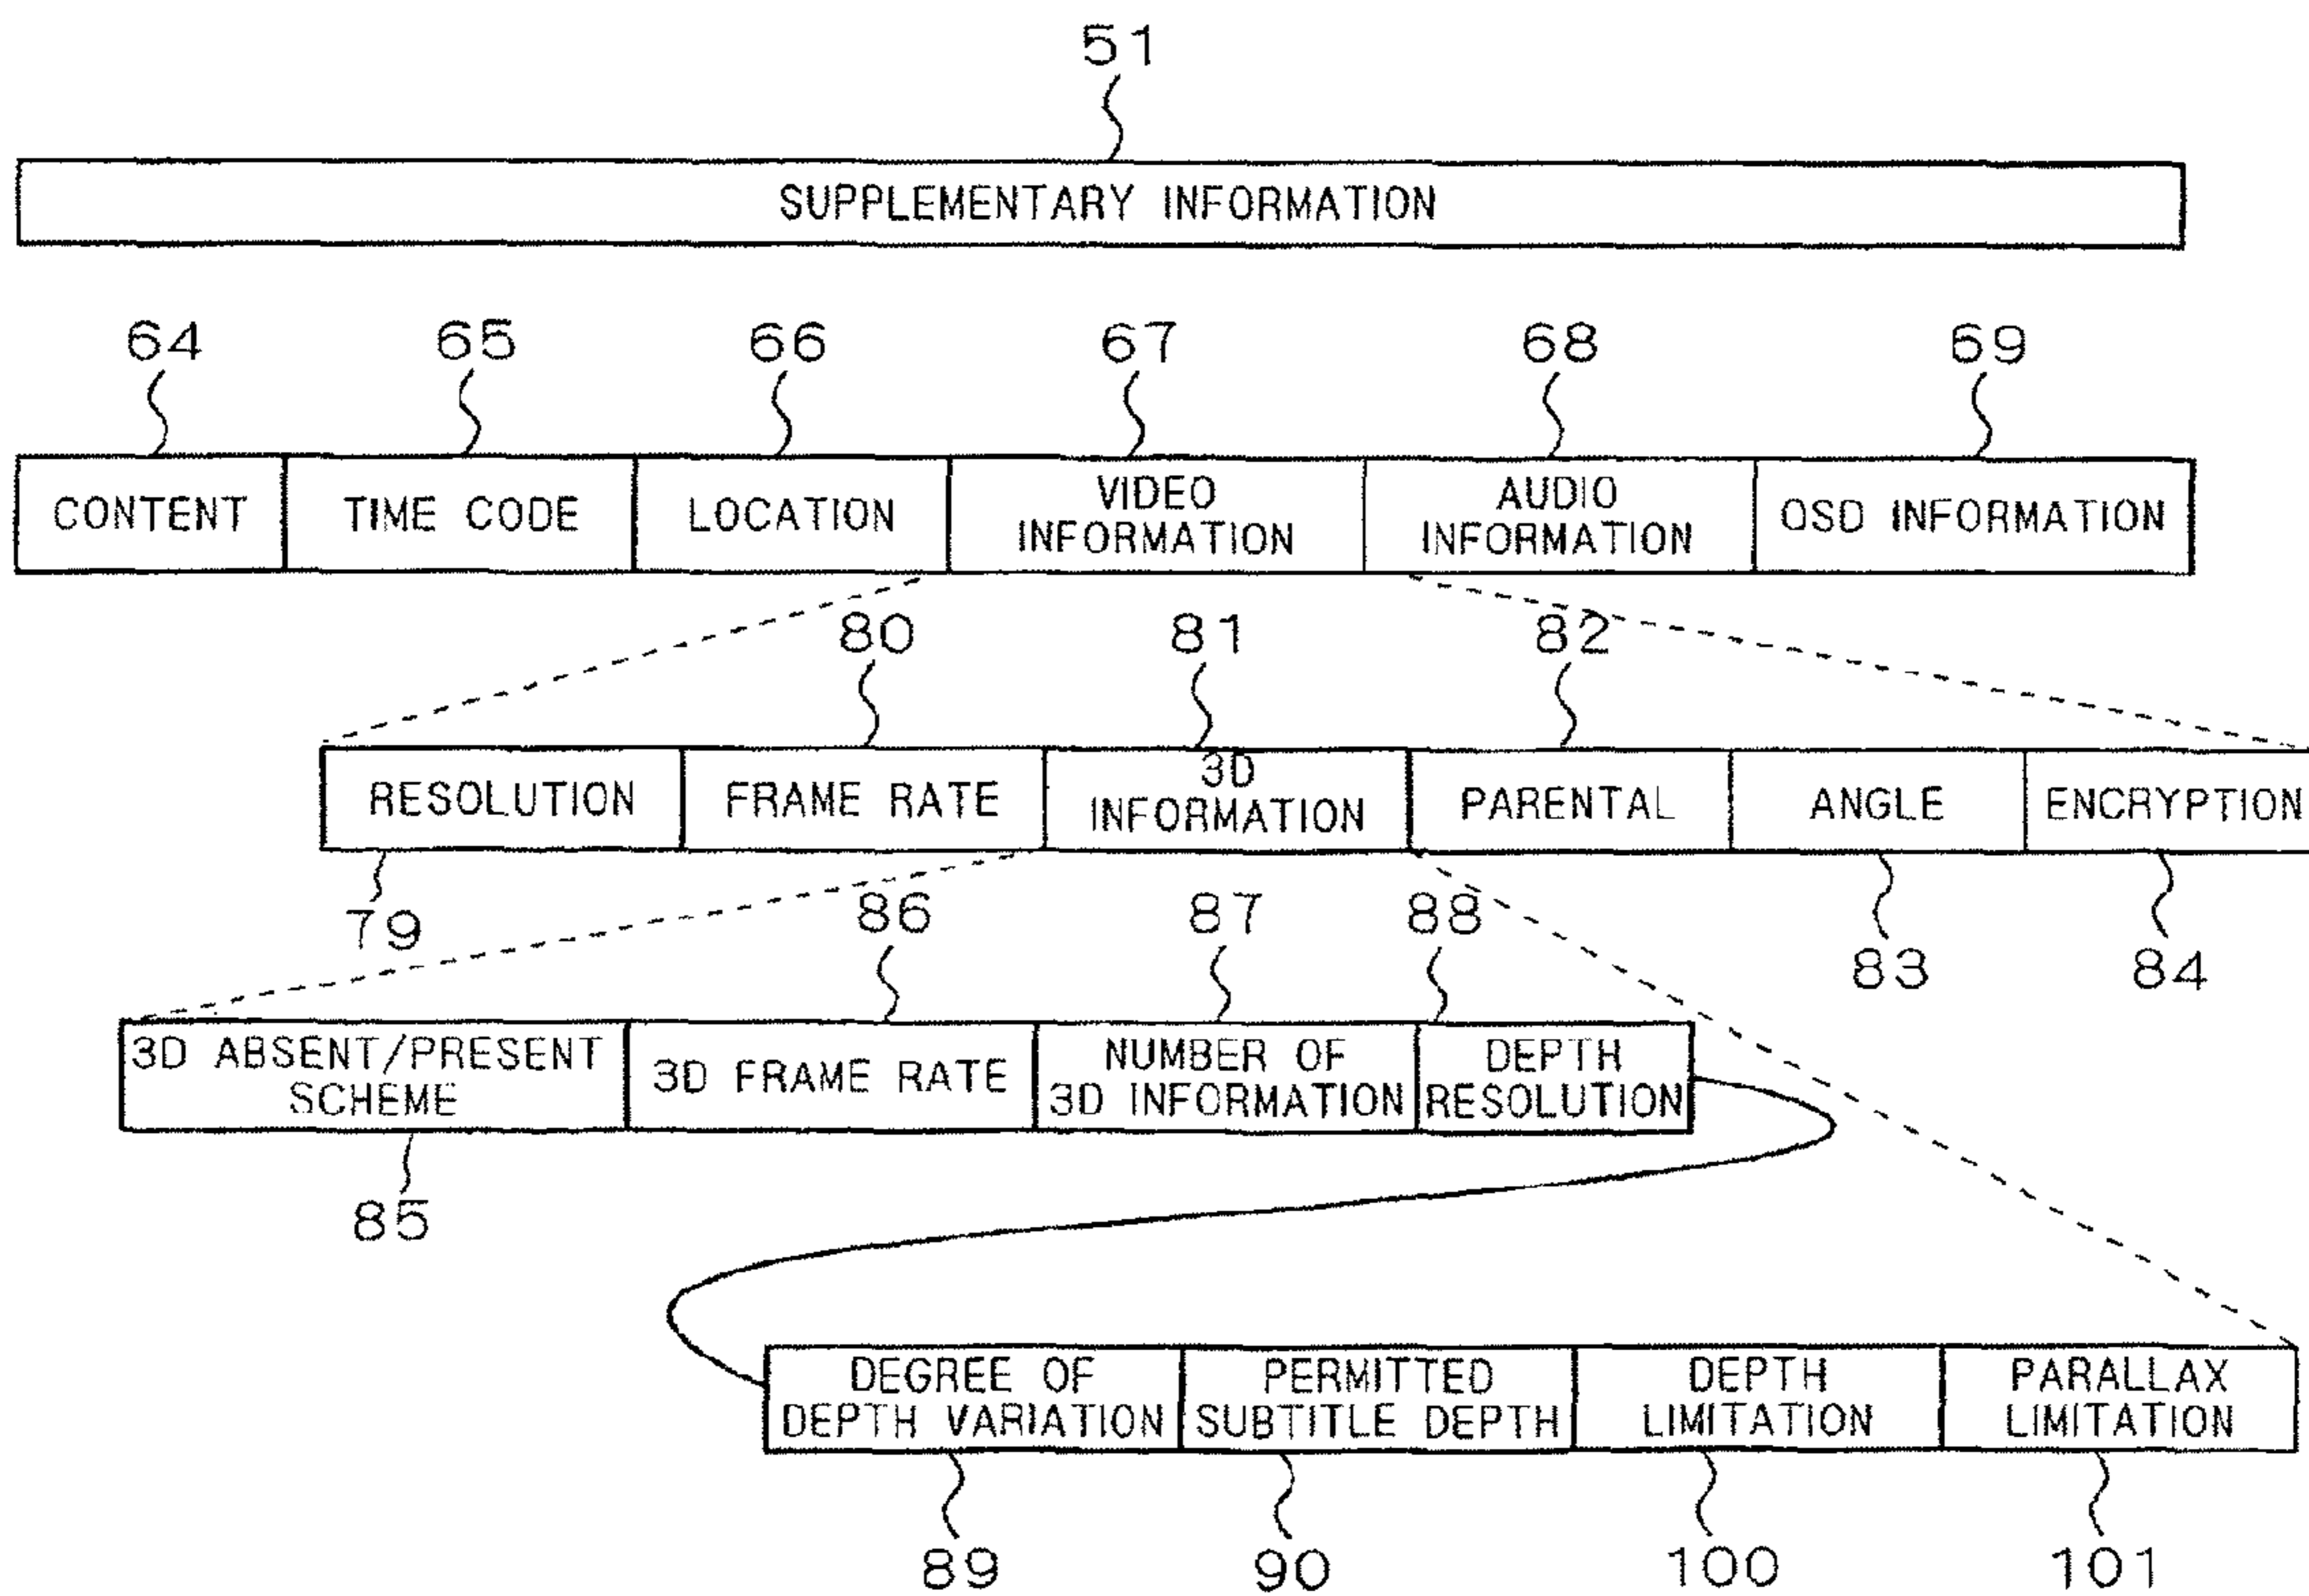 51
SUPPLEMENTARY INFORMATION
64 65 66 67 68 69
CONTENT
TIME CODE
LOCATION
VIDEO
INFORMATION
AUDIO
INFORMATION
OSD INFORMATION
80 81 82
RESOLUTION
FRAME RATE
3D
INFORMATION
PARENTAL
ANGLE
ENCRYPTION
79 86 87 88 83 84
3D ABSENT/PRESENT
SCHEME
3D FRAME RATE
NUMBER OF
3D INFORMATION
DEPTH
RESOLUTION
85
DEGREE OF
DEPTH VARIATION
PERMITTED
SUBTITLE DEPTH
DEPTH
LIMITATION
PARALLAX
LIMITATION
89 90 100 101